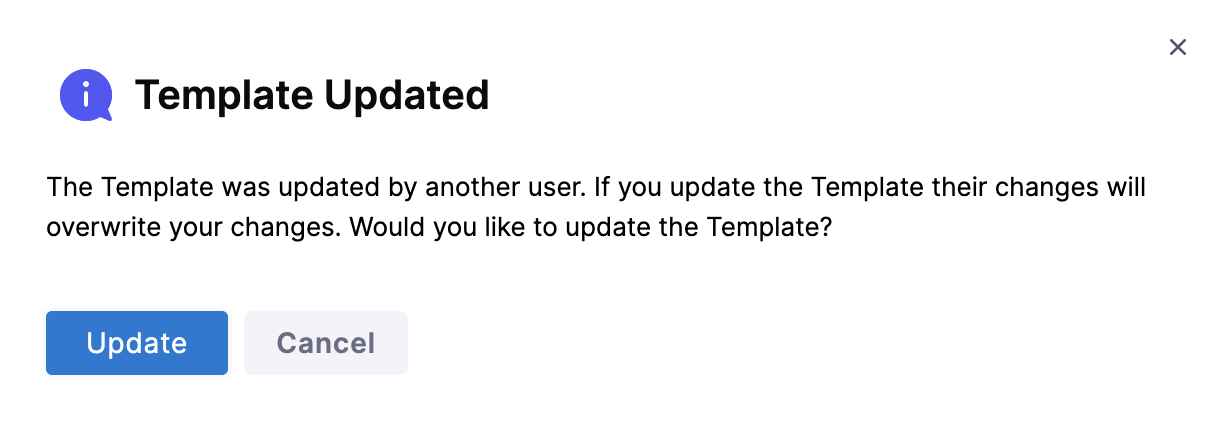 Template Updated
The Template was updated by another user. If you update the Template their changes will
overwrite your changes. Would you like to update the Template?
Update
Cancel